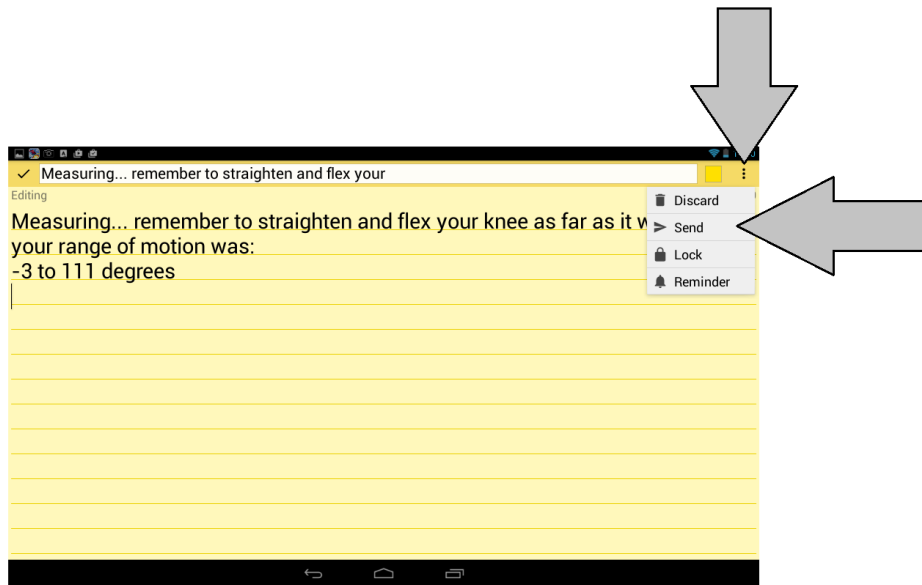 Measuring... remember to straighten and flex your
Editing
Measuring... remember to straighten and flex your knee as far as it
your range of motion was:
-3 to 111 degrees
Discard
Send
Lock
Reminder